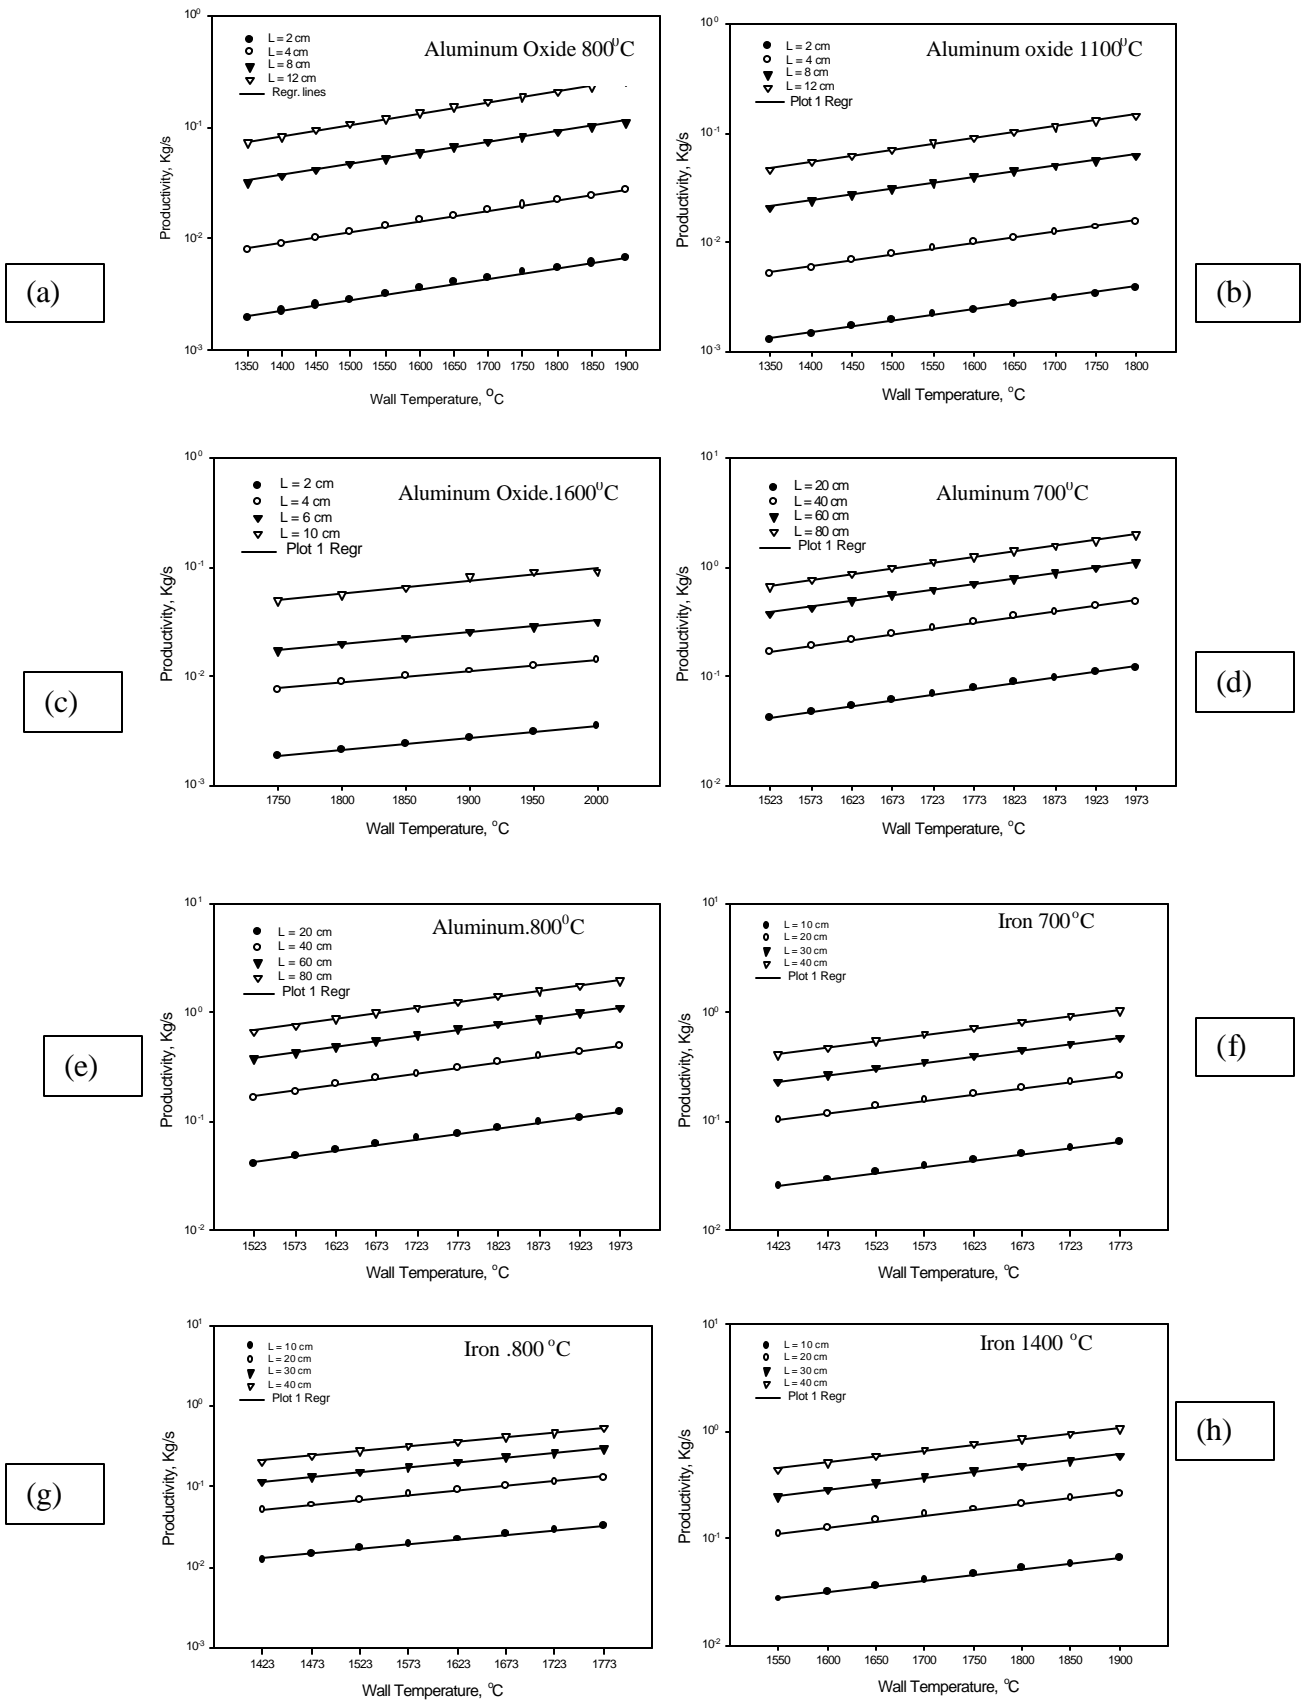 (a)
Aluminum Oxide 800⁰C
L = 2 cm
L = 4 cm
L = 8 cm
L = 12 cm
Regr. lines
Productivity, Kg/s
10⁰
10⁻¹
10⁻²
10⁻³
1350 1400 1450 1500 1550 1600 1650 1700 1750 1800 1850 1900
Wall Temperature, ᴼC
(b)
Aluminum oxide 1100⁰C
L = 2 cm
L = 4 cm
L = 8 cm
L = 12 cm
Plot 1 Regr
Productivity, Kg/s
10⁰
10⁻¹
10⁻²
10⁻³
1350 1400 1450 1500 1550 1600 1650 1700 1750 1800
Wall Temperature, ᵒC
(c)
Aluminum Oxide.1600⁰C
L = 2 cm
L = 4 cm
L = 6 cm
L = 10 cm
Plot 1 Regr
Productivity, Kg/s
10⁰
10⁻¹
10⁻²
10⁻³
1750 1800 1850 1900 1950 2000
Wall Temperature, ᵒC
(d)
Aluminum 700⁰C
L = 20 cm
L = 40 cm
L = 60 cm
L = 80 cm
Plot 1 Regr
Productivity, Kg/s
10¹
10⁰
10⁻¹
10⁻²
1523 1573 1623 1673 1723 1773 1823 1873 1923 1973
Wall Temperature, ᵒC
(e)
Aluminum.800⁰C
L = 20 cm
L = 40 cm
L = 60 cm
L = 80 cm
Plot 1 Regr
Productivity, Kg/s
10¹
10⁰
10⁻¹
10⁻²
1523 1573 1623 1673 1723 1773 1823 1873 1923 1973
Wall Temperature, ᵒC
(f)
Iron 700ᵒC
L = 10 cm
L = 20 cm
L = 30 cm
L = 40 cm
Plot 1 Regr
Productivity, Kg/s
10¹
10⁰
10⁻¹
10⁻²
1423 1473 1523 1573 1623 1673 1723 1773
Wall Temperature, ᵒC
(g)
Iron .800 ᵒC
L = 10 cm
L = 20 cm
L = 30 cm
L = 40 cm
Plot 1 Regr
Productivity, Kg/s
10¹
10⁰
10⁻¹
10⁻²
10⁻³
1423 1473 1523 1573 1623 1673 1723 1773
Wall Temperature, ᵒC
(h)
Iron 1400 ᵒC
L = 10 cm
L = 20 cm
L = 30 cm
L = 40 cm
Plot 1 Regr
Productivity, Kg/s
10¹
10⁰
10⁻¹
10⁻²
1550 1600 1650 1700 1750 1800 1850 1900
Wall Temperature, ᵒC